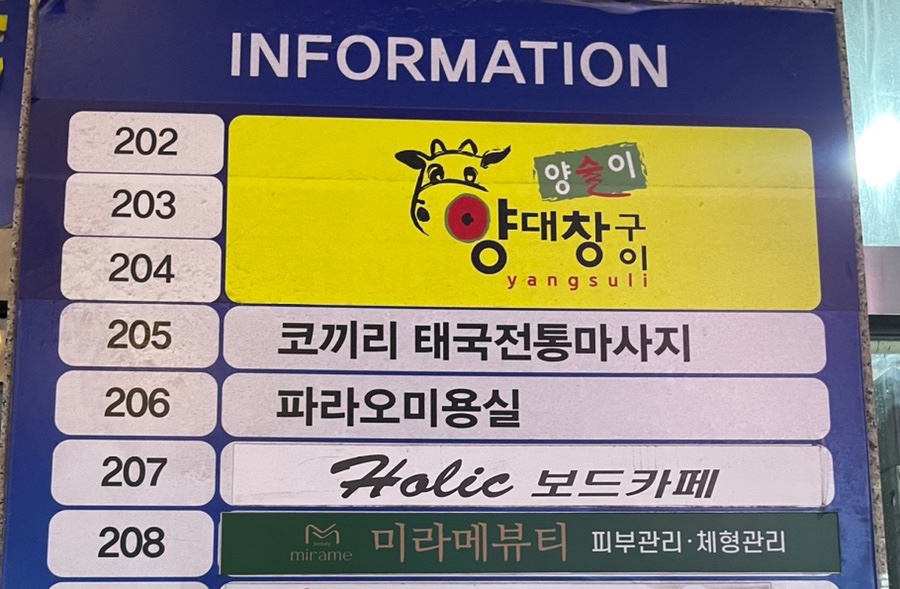 INFORMATION
202
203
204
양술이
양대창구이
yangsuli
205
코끼리 태국전통마사지
206
파라오미용실
207
Holic 보드카페
208
mirame
미라메뷰티 피부관리·체형관리